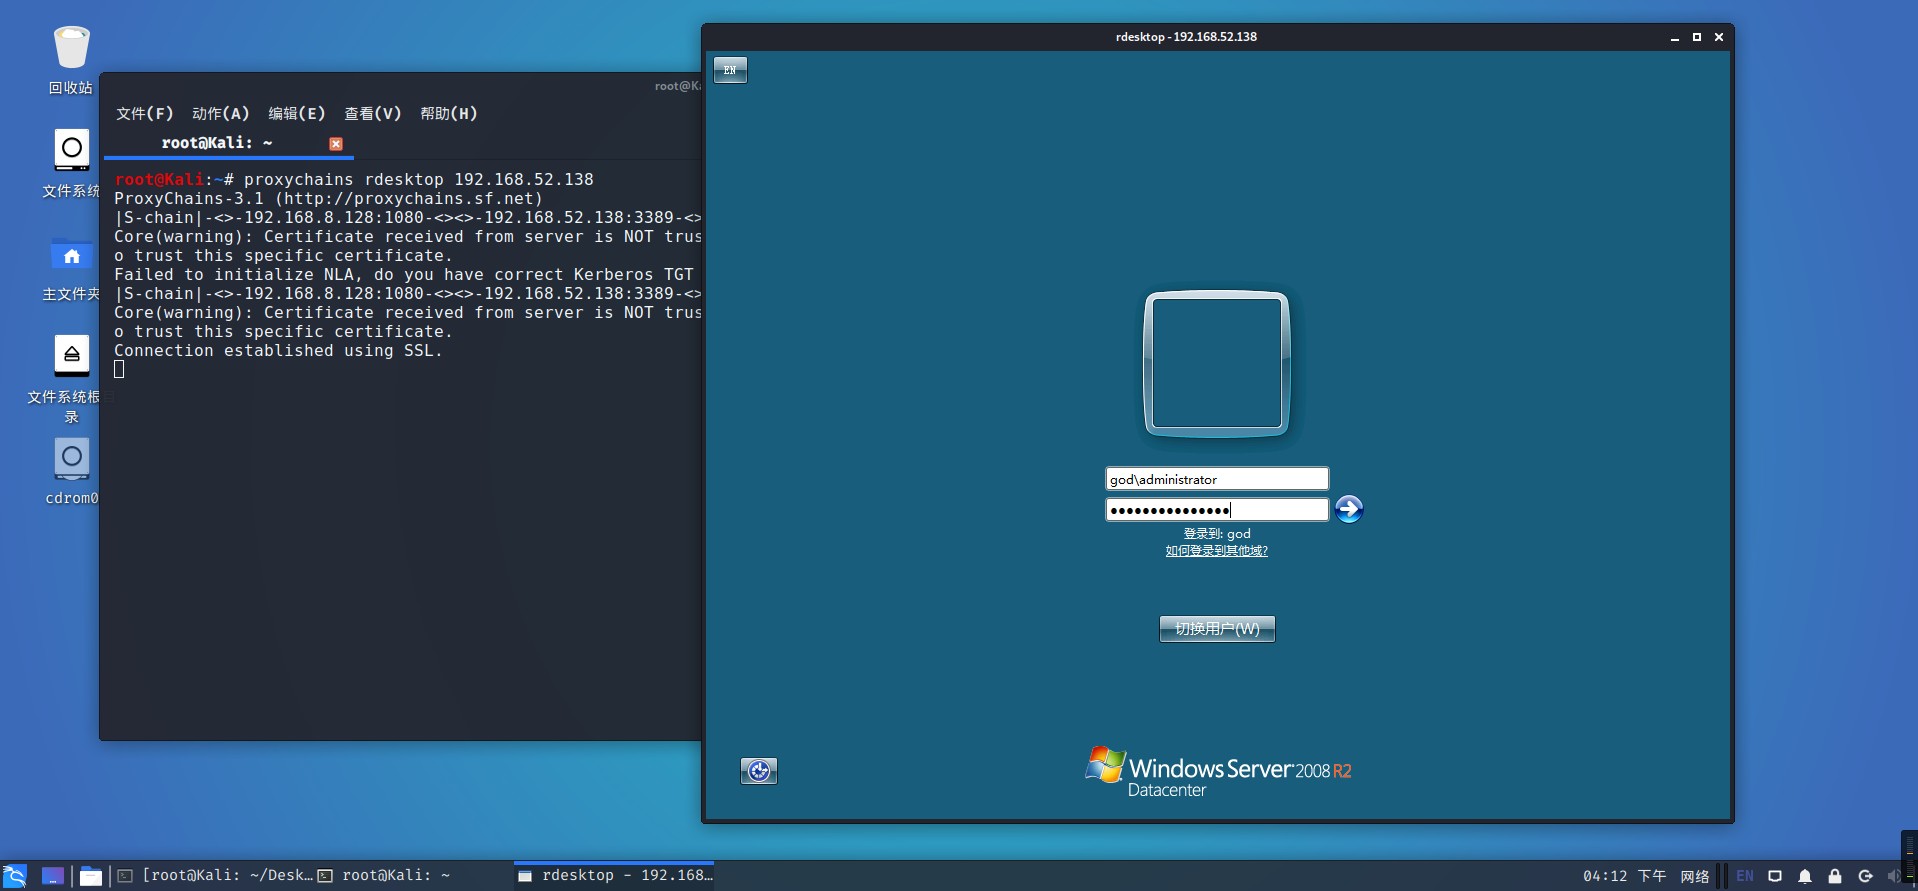 回收站
文件系统
主文件夹
文件系统根
录
cdrom0
root@Ka
文件(F) 动作(A) 编辑(E) 查看(V) 帮助(H)
root@Kali: ~
root@Kali:~# proxychains rdesktop 192.168.52.138
ProxyChains-3.1 (http://proxychains.sf.net)
|S-chain|-<>-192.168.8.128:1080-<><>-192.168.52.138:3389-<>
Core(warning): Certificate received from server is NOT trus
o trust this specific certificate.
Failed to initialize NLA, do you have correct Kerberos TGT
|S-chain|-<>-192.168.8.128:1080-<><>-192.168.52.138:3389-<>
Core(warning): Certificate received from server is NOT trus
o trust this specific certificate.
Connection established using SSL.
rdesktop - 192.168.52.138
EN
god\administrator
登录到: god
如何登录到其他域?
切换用户(W)
Windows Server 2008 R2
Datacenter
[root@Kali: ~/Desk... root@Kali: ~ rdesktop - 192.168... 04:12 下午 网络 EN